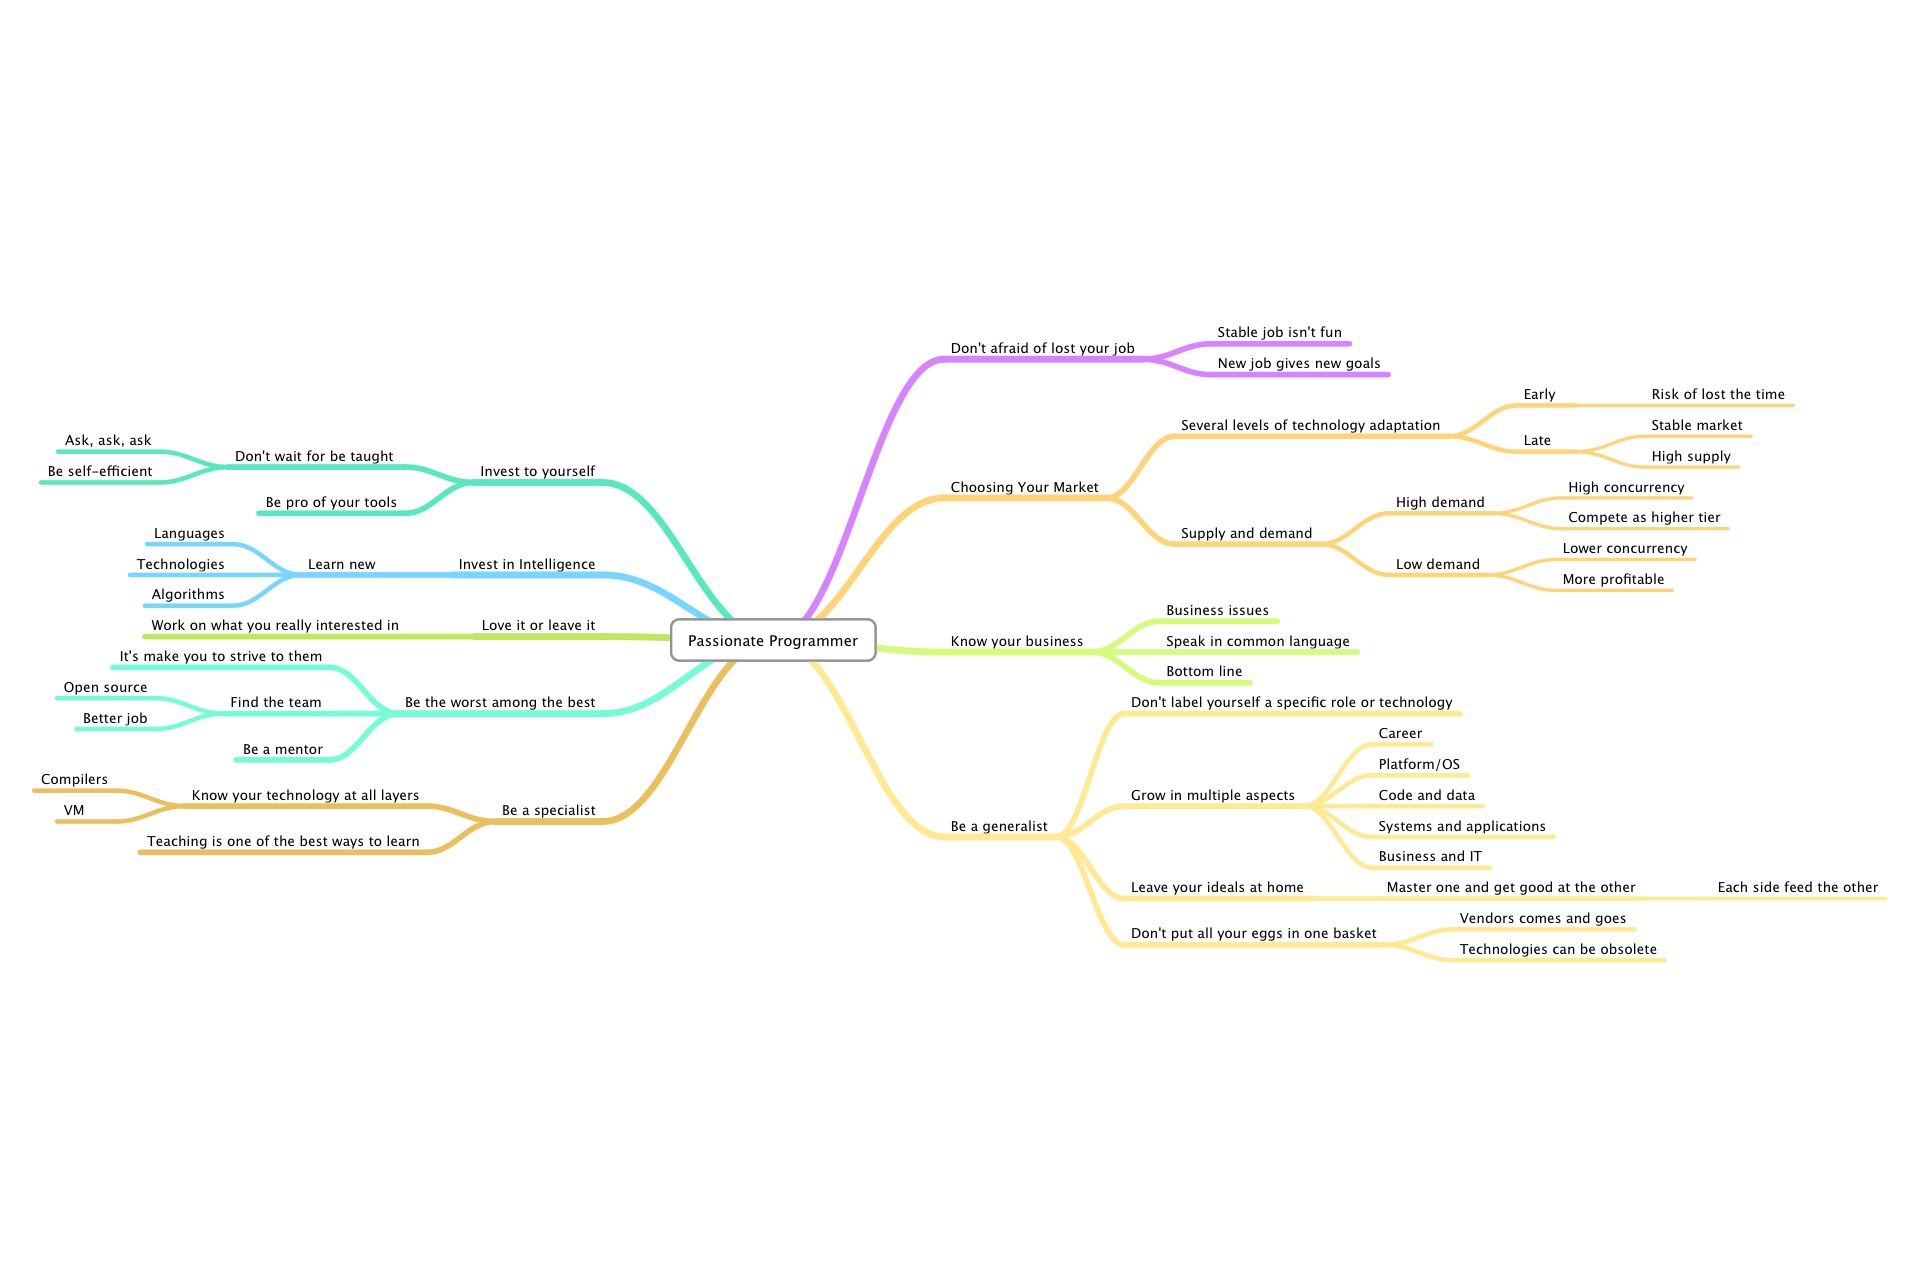 Passionate Programmer
Don't afraid of lost your job
Stable job isn't fun
New job gives new goals
Choosing Your Market
Several levels of technology adaptation
Early
Risk of lost the time
Late
Stable market
High supply
Supply and demand
High demand
High concurrency
Compete as higher tier
Low demand
Lower concurrency
More profitable
Know your business
Business issues
Speak in common language
Bottom line
Be a generalist
Don't label yourself a specific role or technology
Grow in multiple aspects
Career
Platform/OS
Code and data
Systems and applications
Business and IT
Leave your ideals at home
Master one and get good at the other
Each side feed the other
Don't put all your eggs in one basket
Vendors comes and goes
Technologies can be obsolete
Invest to yourself
Don't wait for be taught
Ask, ask, ask
Be self-efficient
Be pro of your tools
Invest in Intelligence
Learn new
Languages
Technologies
Algorithms
Love it or leave it
Work on what you really interested in
Be the worst among the best
It's make you to strive to them
Find the team
Open source
Better job
Be a mentor
Be a specialist
Know your technology at all layers
Compilers
VM
Teaching is one of the best ways to learn